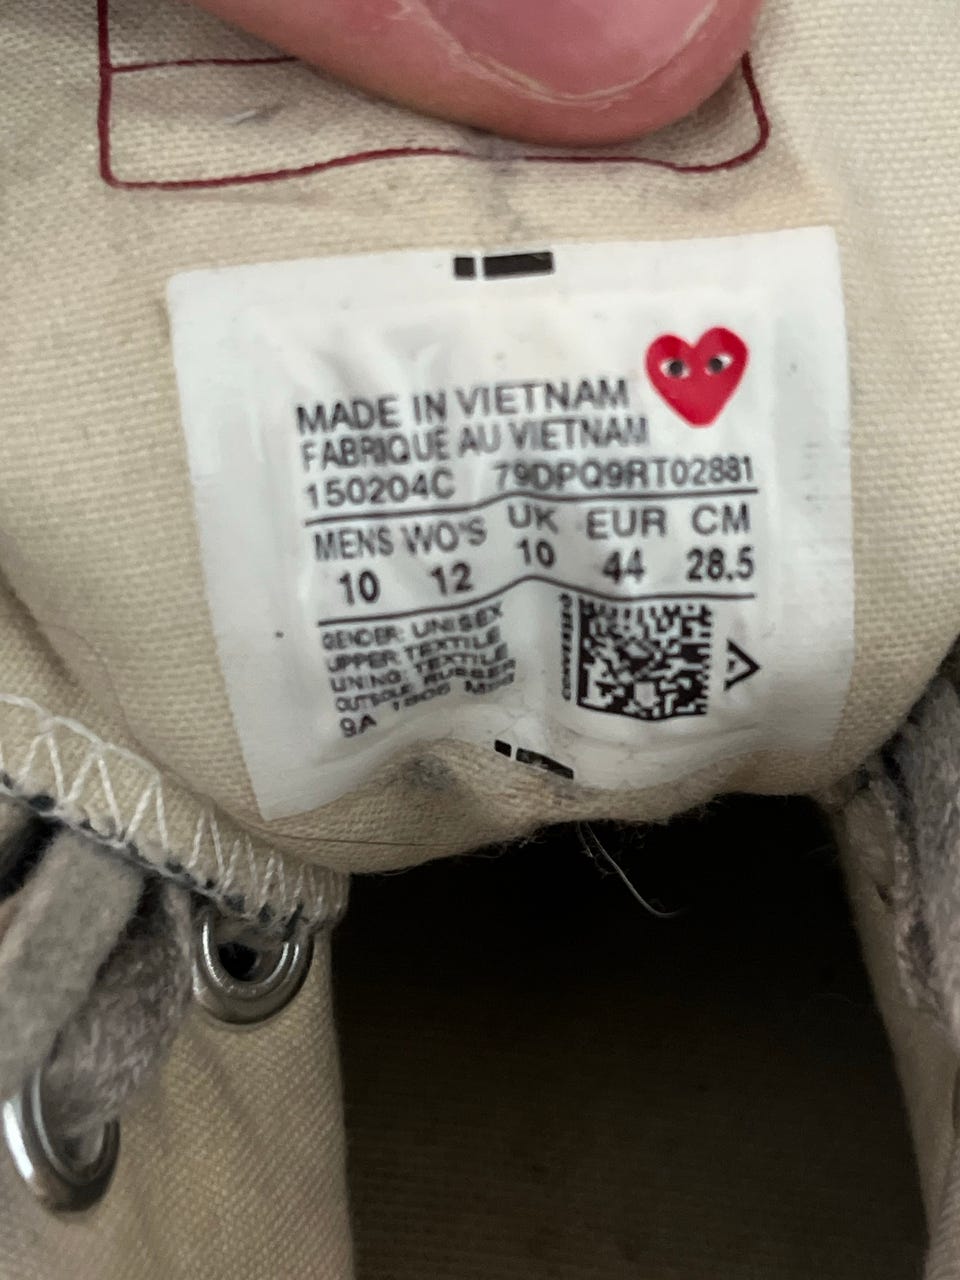 MADE IN VIETNAM
FABRIQUE AU VIETNAM
150204C 79DPQ9RT02881
MENS WO'S UK EUR CM
10 12 10 44 28.5
GENDER: UNISEX
UPPER: TEXTILE
LINING: TEXTILE
OUTSOLE: RUBBER
9A